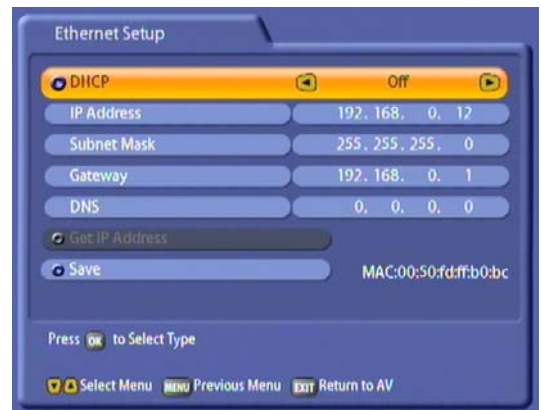 Ethernet Setup
DHCP Off
IP Address 192. 168. 0. 12
Subnet Mask 255. 255. 255. 0
Gateway 192. 168. 0. 1
DNS 0. 0. 0. 0
Get IP Address
Save MAC:00:50:fd:ff:b0:bc
Press OK to Select Type
Select Menu MENU Previous Menu EXIT Return to AV